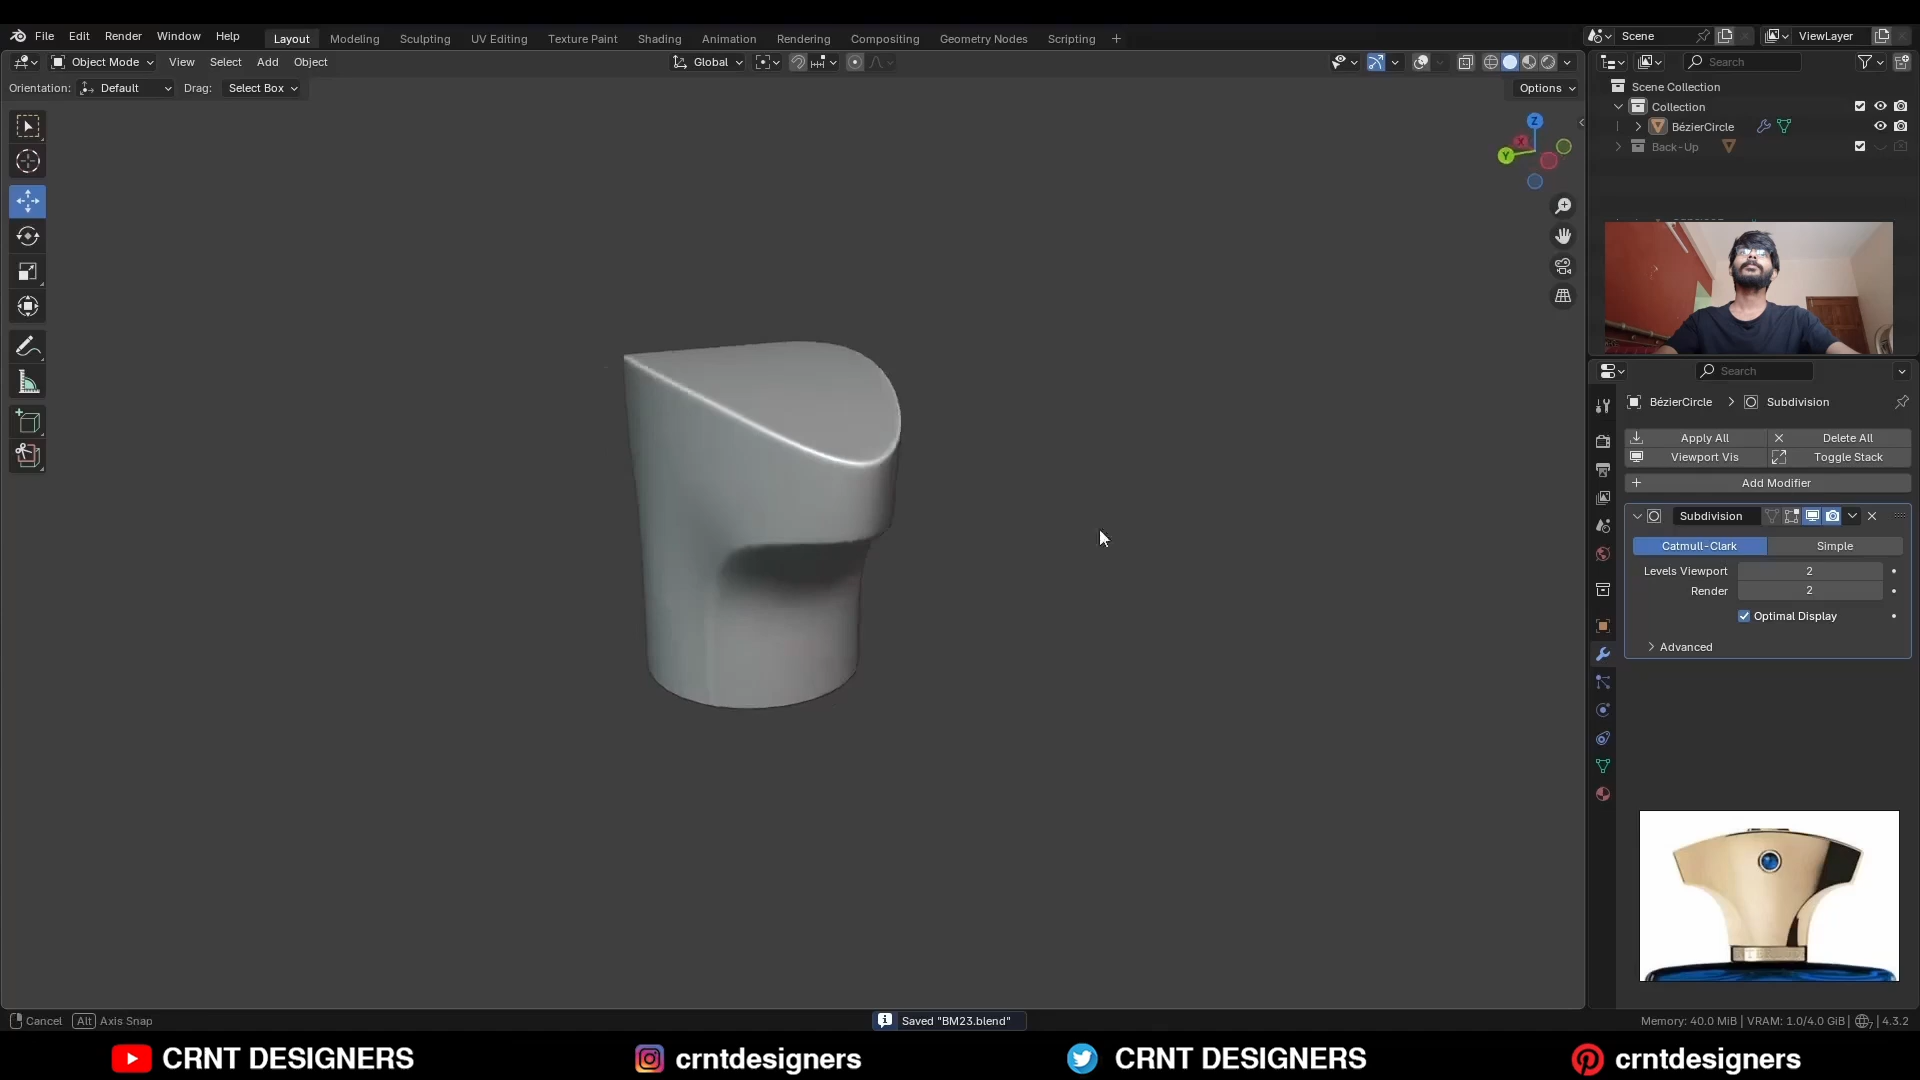 File Edit Render Window Help Layout Modeling Sculpting UV Editing Texture Paint Shading Animation Rendering Compositing Geometry Nodes Scripting + Scene ViewLayer
Object Mode View Select Add Object Global Search
Orientation: Default Drag: Select Box Options
Scene Collection
Collection
BézierCircle
Back-Up
Z
X
Y
Search
BézierCircle > Subdivision
Apply All Delete All
Viewport Vis Toggle Stack
Add Modifier
Subdivision
Catmull-Clark Simple
Levels Viewport 2
Render 2
Optimal Display
Advanced
Cancel Alt Axis Snap Saved "BM23.blend" Memory: 40.0 MiB | VRAM: 1.0/4.0 GiB | 7 | 4.3.2
CRNT DESIGNERS crntdesigners CRNT DESIGNERS crntdesigners